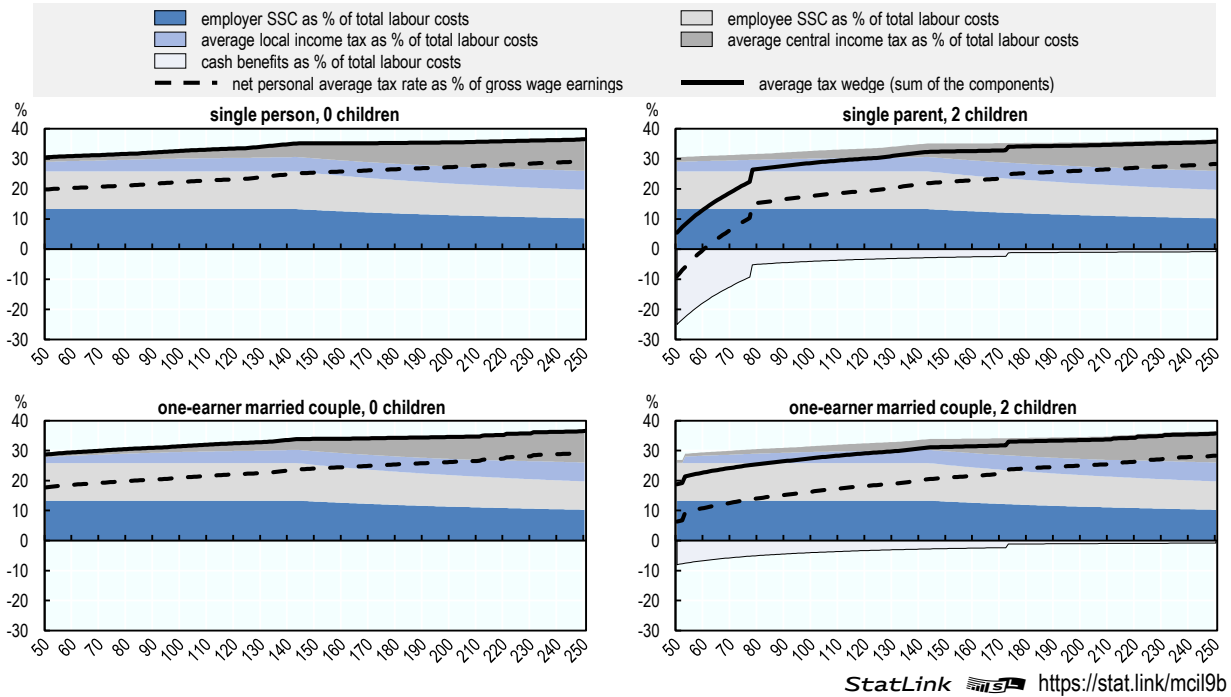 employer SSC as % of total labour costs
employee SSC as % of total labour costs
average local income tax as % of total labour costs
average central income tax as % of total labour costs
cash benefits as % of total labour costs
net personal average tax rate as % of gross wage earnings
average tax wedge (sum of the components)
%
single person, 0 children
40
30
20
10
0
-10
-20
-30
50 60 70 80 90 100 110 120 130 140 150 160 170 180 190 200 210 220 230 240 250
%
single parent, 2 children
40
30
20
10
0
-10
-20
-30
50 60 70 80 90 100 110 120 130 140 150 160 170 180 190 200 210 220 230 240 250
%
one-earner married couple, 0 children
40
30
20
10
0
-10
-20
-30
50 60 70 80 90 100 110 120 130 140 150 160 170 180 190 200 210 220 230 240 250
%
one-earner married couple, 2 children
40
30
20
10
0
-10
-20
-30
50 60 70 80 90 100 110 120 130 140 150 160 170 180 190 200 210 220 230 240 250
StatLink https://stat.link/mcil9b